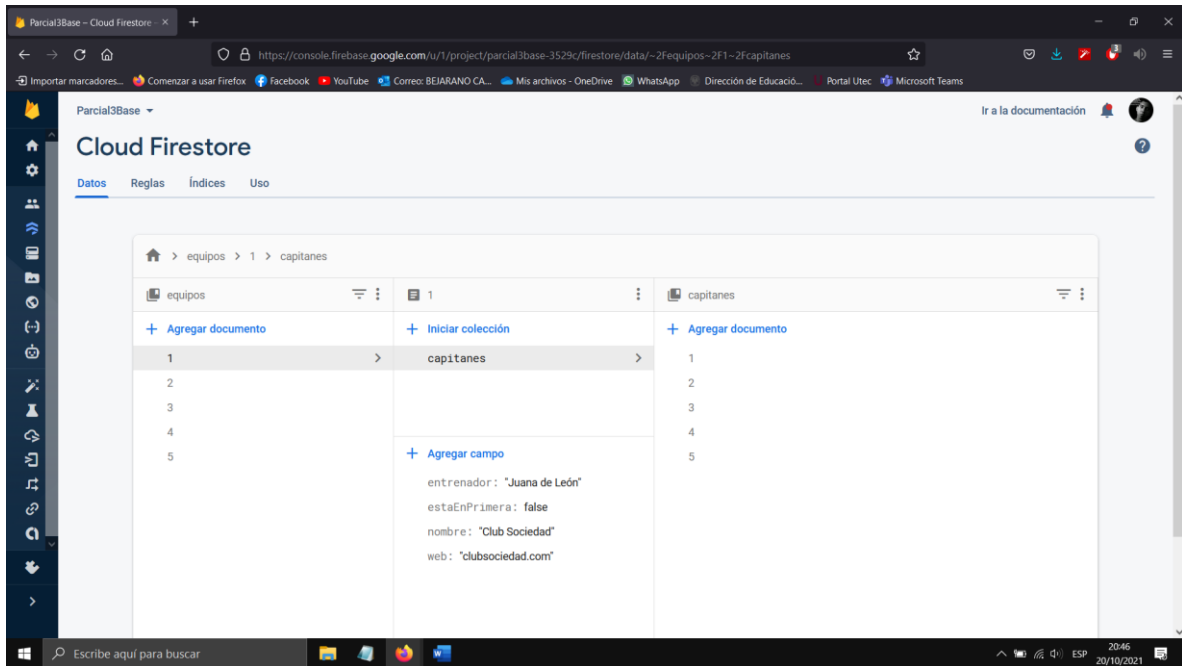 Parcial3Base – Cloud Firestore –
https://console.firebase.google.com/u/1/project/parcial3base-3529c/firestore/data/~2Fequipos~2F1~2Fcapitanes
Importar marcadores... Comenzar a usar Firefox Facebook YouTube Correo: BEJARANO CA... Mis archivos - OneDrive WhatsApp Dirección de Educació... Portal Utec Microsoft Teams
Parcial3Base Ir a la documentación
Cloud Firestore
Datos Reglas Índices Uso
equipos > 1 > capitanes
equipos 1 capitanes
+ Agregar documento + Iniciar colección + Agregar documento
1 > capitanes > 1
2 2
3 3
4 4
+ Agregar campo
5 5
entrenador: "Juana de León"
estaEnPrimera: false
nombre: "Club Sociedad"
web: "clubsociedad.com"
Escribe aquí para buscar ESP 20:46
20/10/2021